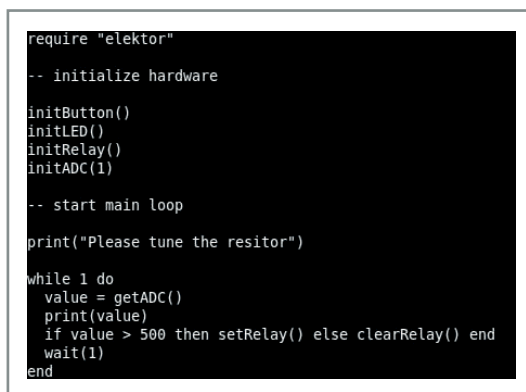 require "elektor"
-- initialize hardware
initButton()
initLED()
initRelay()
initADC(1)
-- start main loop
print("Please tune the resitor")
while 1 do
  value = getADC()
  print(value)
  if value > 500 then setRelay() else clearRelay() end
  wait(1)
end